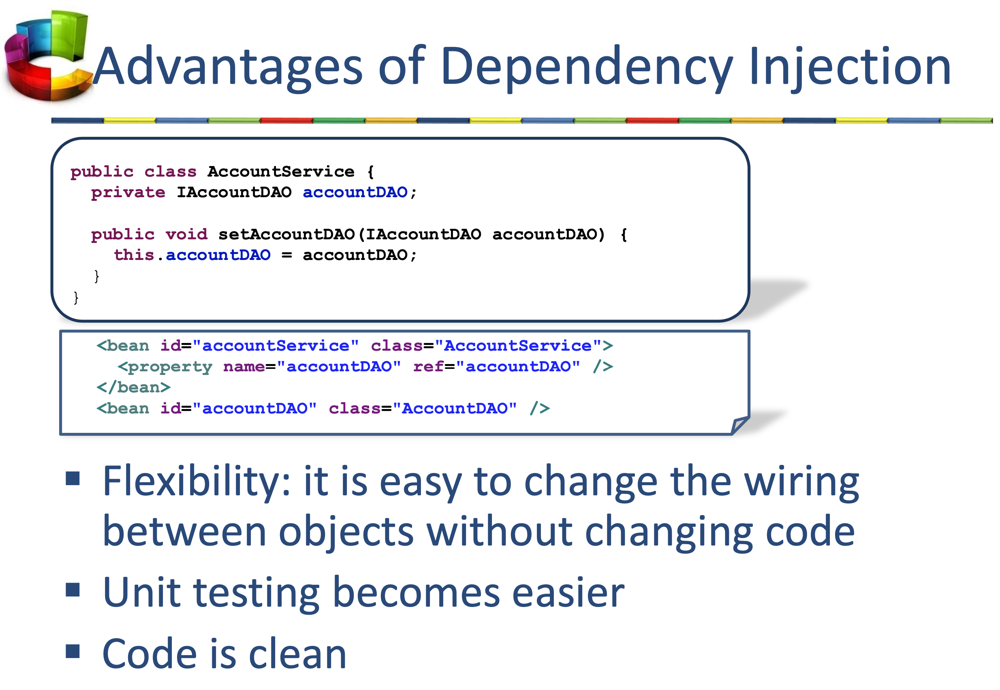 Advantages of Dependency Injection
public class AccountService {
private IAccountDAO accountDAO;
public void setAccountDAO(IAccountDAO accountDAO) {
this.accountDAO = accountDAO;
}
}
<bean id="accountService" class="AccountService">
<property name="accountDAO" ref="accountDAO" />
</bean>
<bean id="accountDAO" class="AccountDAO" />
▪ Flexibility: it is easy to change the wiring
between objects without changing code
▪ Unit testing becomes easier
▪ Code is clean